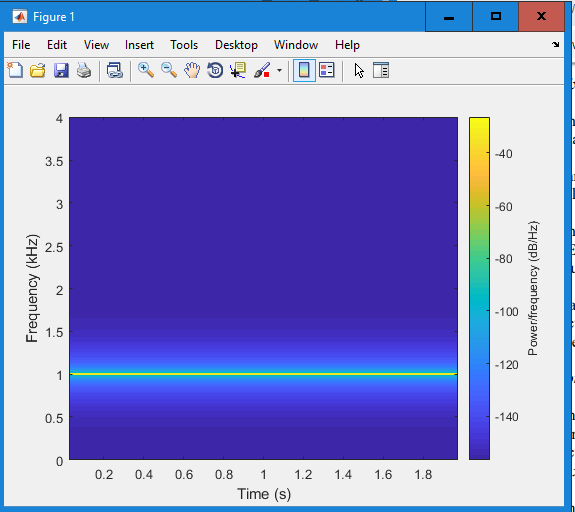 Figure 1
File Edit View Insert Tools Desktop Window Help
4
3.5
3
2.5
2
1.5
1
0.5
0
Frequency (kHz)
0.2 0.4 0.6 0.8 1 1.2 1.4 1.6 1.8
Time (s)
-40
-60
-80
-100
-120
-140
Power/frequency (dB/Hz)